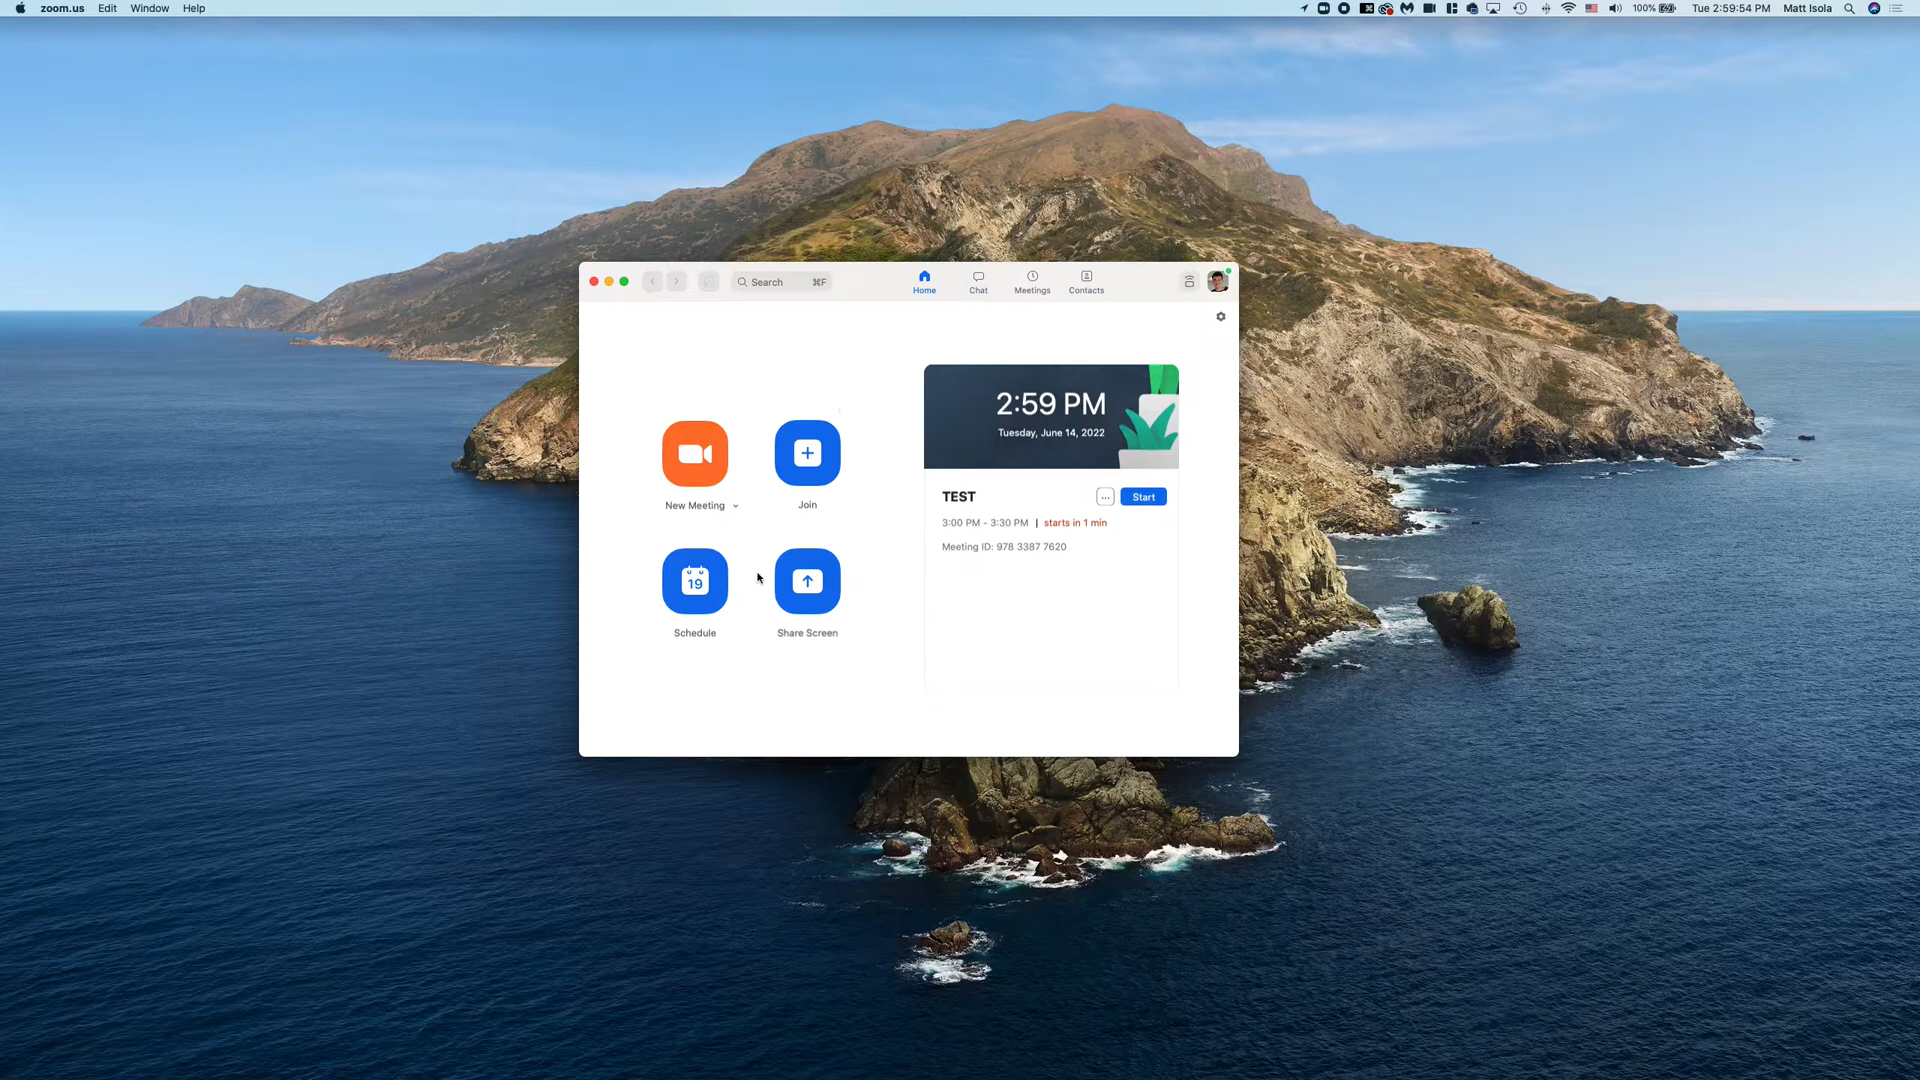 zoom.us Edit Window Help 100% Tue 2:59:54 PM Matt Isola
Search ⌘F Home Chat Meetings Contacts
2:59 PM
Tuesday, June 14, 2022
New Meeting
Join
19
Schedule
Share Screen
TEST ... Start
3:00 PM - 3:30 PM | starts in 1 min
Meeting ID: 978 3387 7620